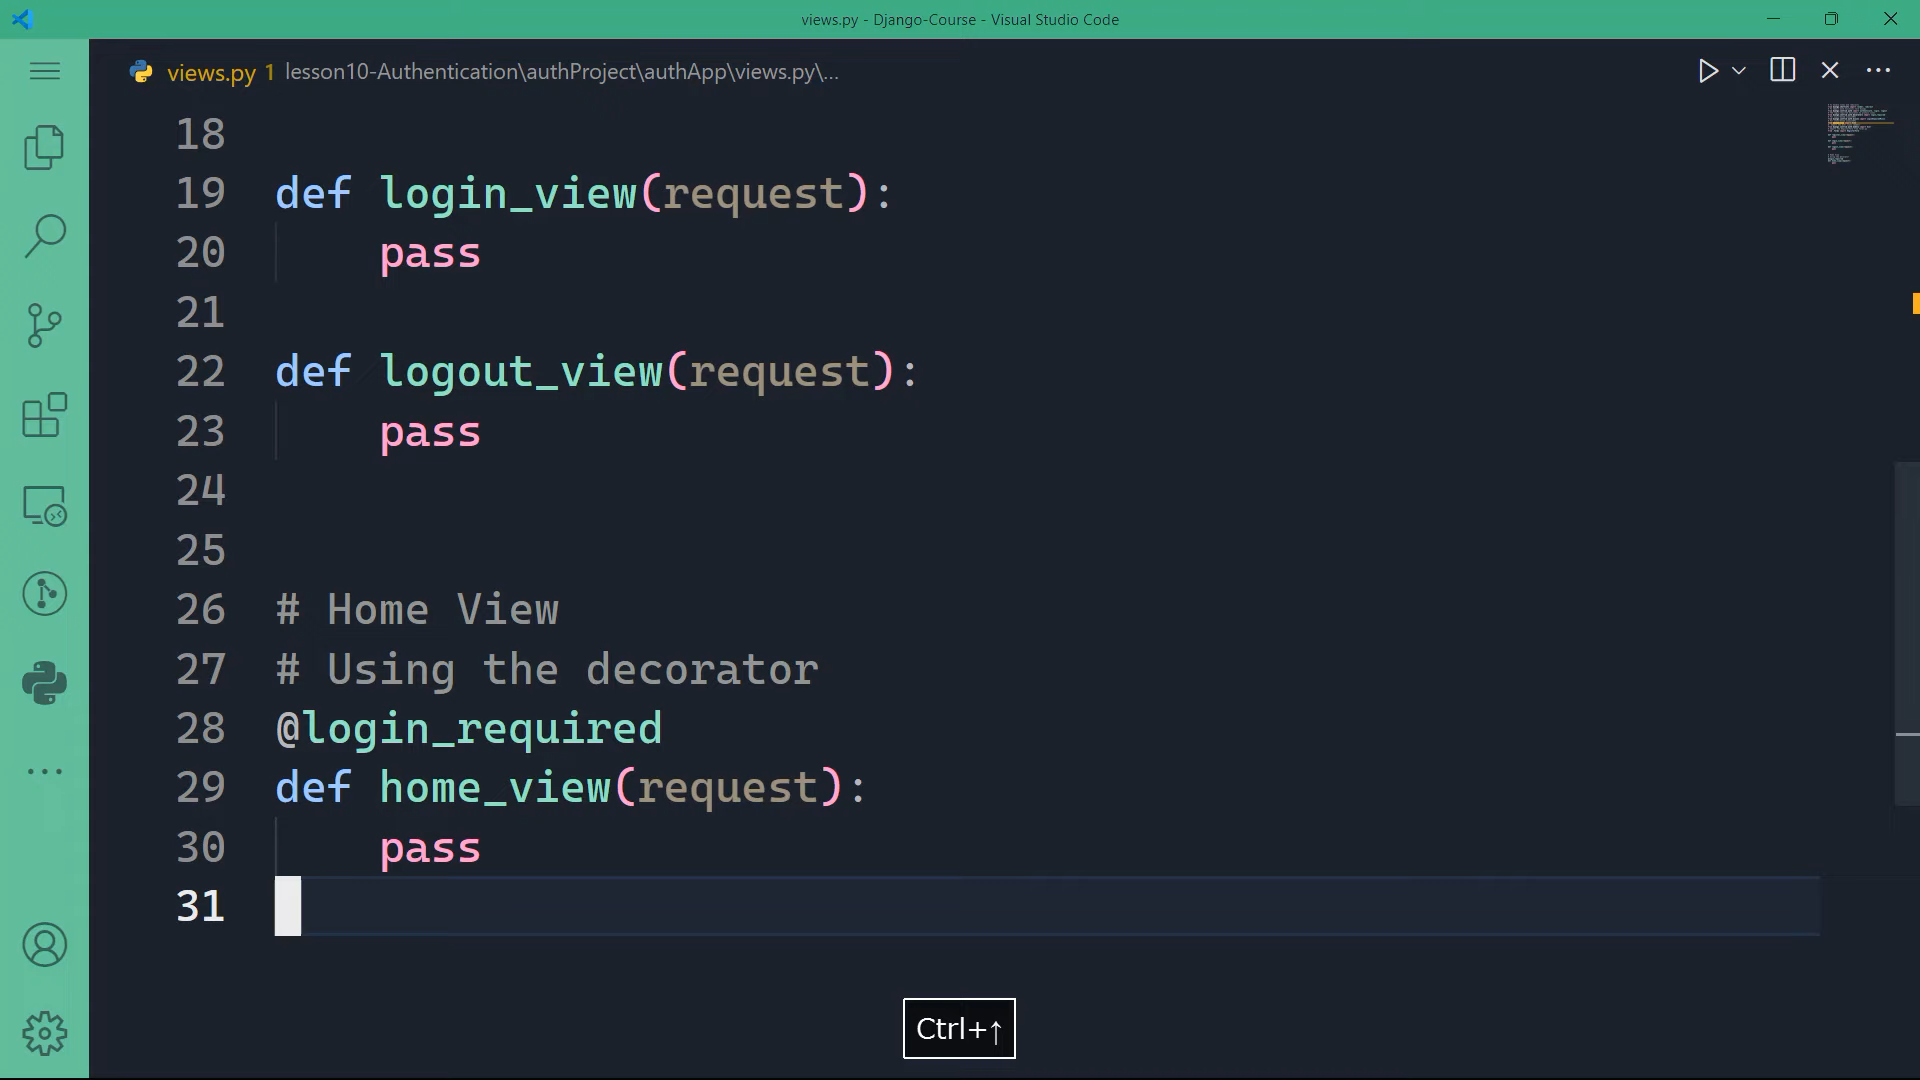 views.py - Django-Course - Visual Studio Code
views.py 1 lesson10-Authentication\authProject\authApp\views.py\...
18
19 def login_view(request):
20     pass
21
22 def logout_view(request):
23     pass
24
25
26 # Home View
27 # Using the decorator
28 @login_required
29 def home_view(request):
30     pass
31
Ctrl+↑